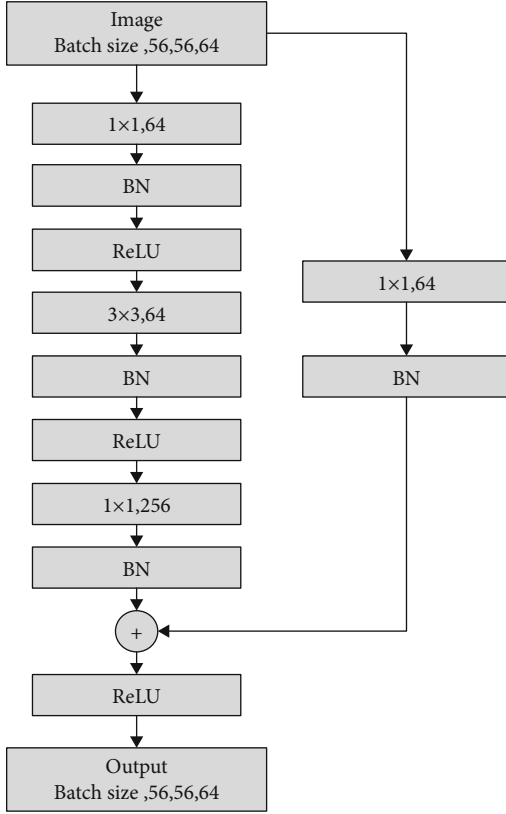 Image
Batch size ,56,56,64
1×1,64
BN
ReLU
3×3,64
BN
ReLU
1×1,256
BN
+
ReLU
Output
Batch size ,56,56,64
1×1,64
BN